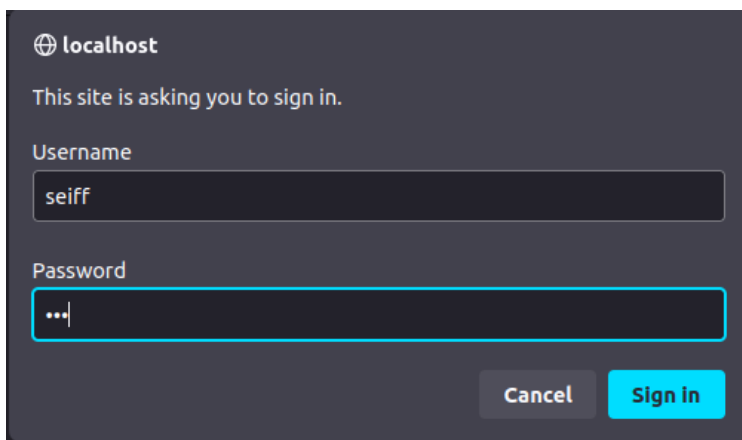 localhost
This site is asking you to sign in.
Username
seiff
Password
•••
Cancel Sign in